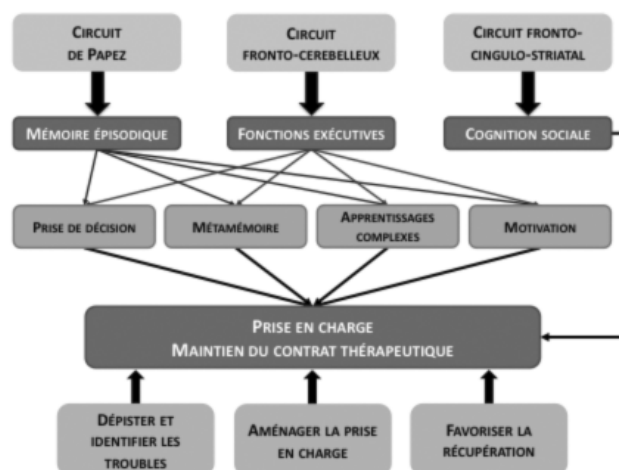 CIRCUIT
DE PAPEZ
CIRCUIT
FRONTO-CEREBELLEUX
CIRCUIT FRONTO-
CINGULO-STRIATAL
MÉMOIRE ÉPISODIQUE
FONCTIONS EXÉCUTIVES
COGNITION SOCIALE
PRISE DE DÉCISION
MÉTAMÉMOIRE
APPRENTISSAGES
COMPLEXES
MOTIVATION
PRISE EN CHARGE
MAINTIEN DU CONTRAT THÉRAPEUTIQUE
DÉPISTER ET
IDENTIFIER LES
TROUBLES
AMÉNAGER LA PRISE
EN CHARGE
FAVORISER LA
RÉCUPÉRATION